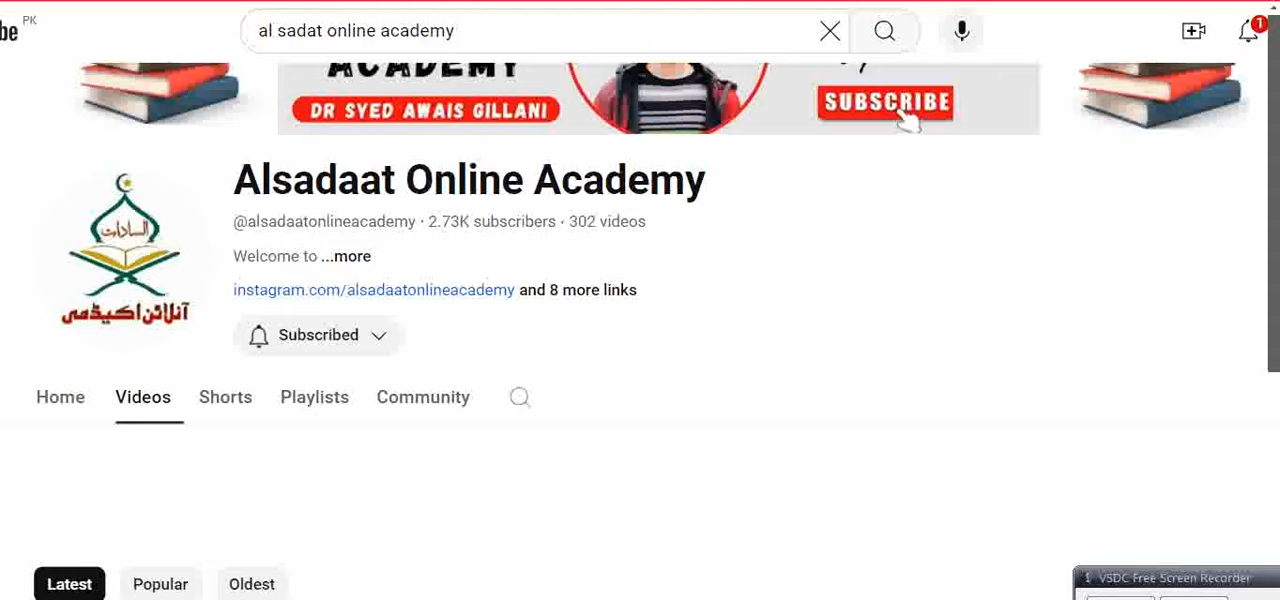 be PK
al sadat online academy
1
ACADEMY
DR SYED AWAIS GILLANI
SUBSCRIBE
السادات
آنلائن اکیڈمی
Alsadaat Online Academy
@alsadaatonlineacademy · 2.73K subscribers · 302 videos
Welcome to ...more
instagram.com/alsadaatonlineacademy and 8 more links
Subscribed
Home Videos Shorts Playlists Community
Latest Popular Oldest
VSDC Free Screen Recorder